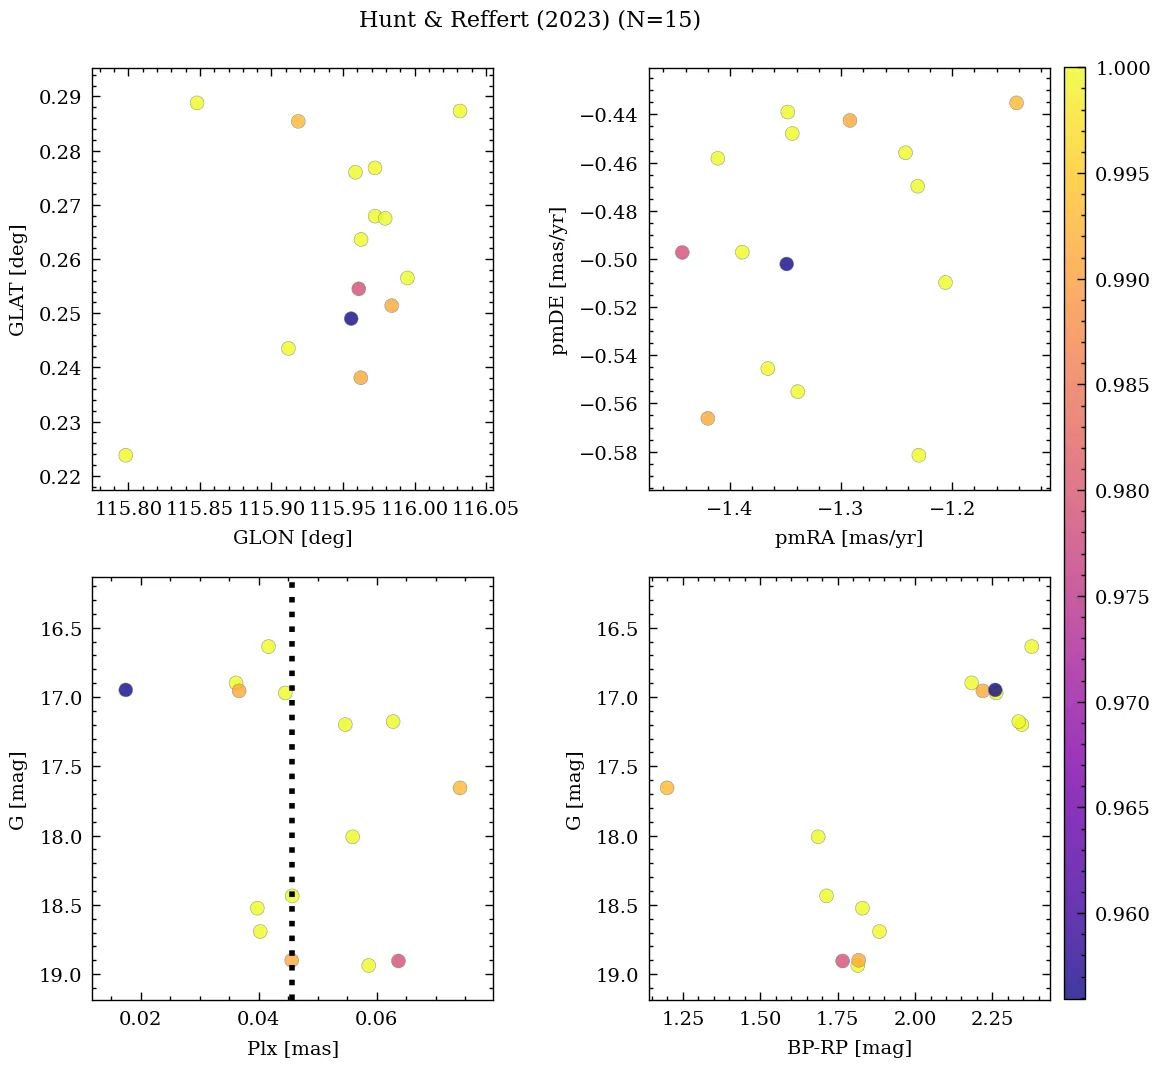 Hunt & Reffert (2023) (N=15)
0.29
0.28
0.27
0.26
0.25
0.24
0.23
0.22
GLAT [deg]
115.80 115.85 115.90 115.95 116.00 116.05
GLON [deg]
−0.44
−0.46
−0.48
−0.50
−0.52
−0.54
−0.56
−0.58
pmDE [mas/yr]
−1.4 −1.3 −1.2
pmRA [mas/yr]
16.5
17.0
17.5
18.0
18.5
19.0
G [mag]
0.02 0.04 0.06
Plx [mas]
16.5
17.0
17.5
18.0
18.5
19.0
G [mag]
1.25 1.50 1.75 2.00 2.25
BP-RP [mag]
1.000
0.995
0.990
0.985
0.980
0.975
0.970
0.965
0.960